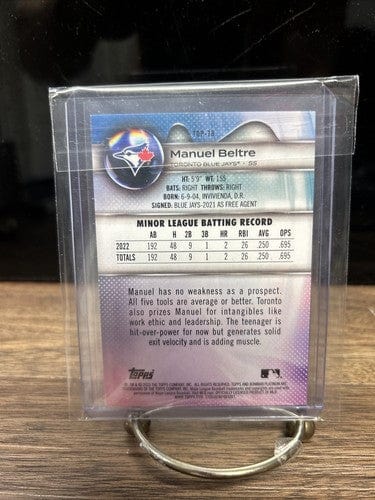 TOP-78
Manuel Beltre
TORONTO BLUE JAYS® • SS
HT: 5'9" WT: 155
BATS: RIGHT THROWS: RIGHT
BORN: 6-9-04, INVIVIENDA, D.R.
SIGNED: BLUE JAYS-2021 AS FREE AGENT
MINOR LEAGUE BATTING RECORD
AB H 2B 3B HR RBI AVG OPS
2022 192 48 9 1 2 26 .250 .695
TOTALS 192 48 9 1 2 26 .250 .695
Manuel has no weakness as a prospect.
All five tools are average or better. Toronto
also prizes Manuel for intangibles like
work ethic and leadership. The teenager is
hit-over-power for now but generates solid
exit velocity and is adding muscle.
Topps